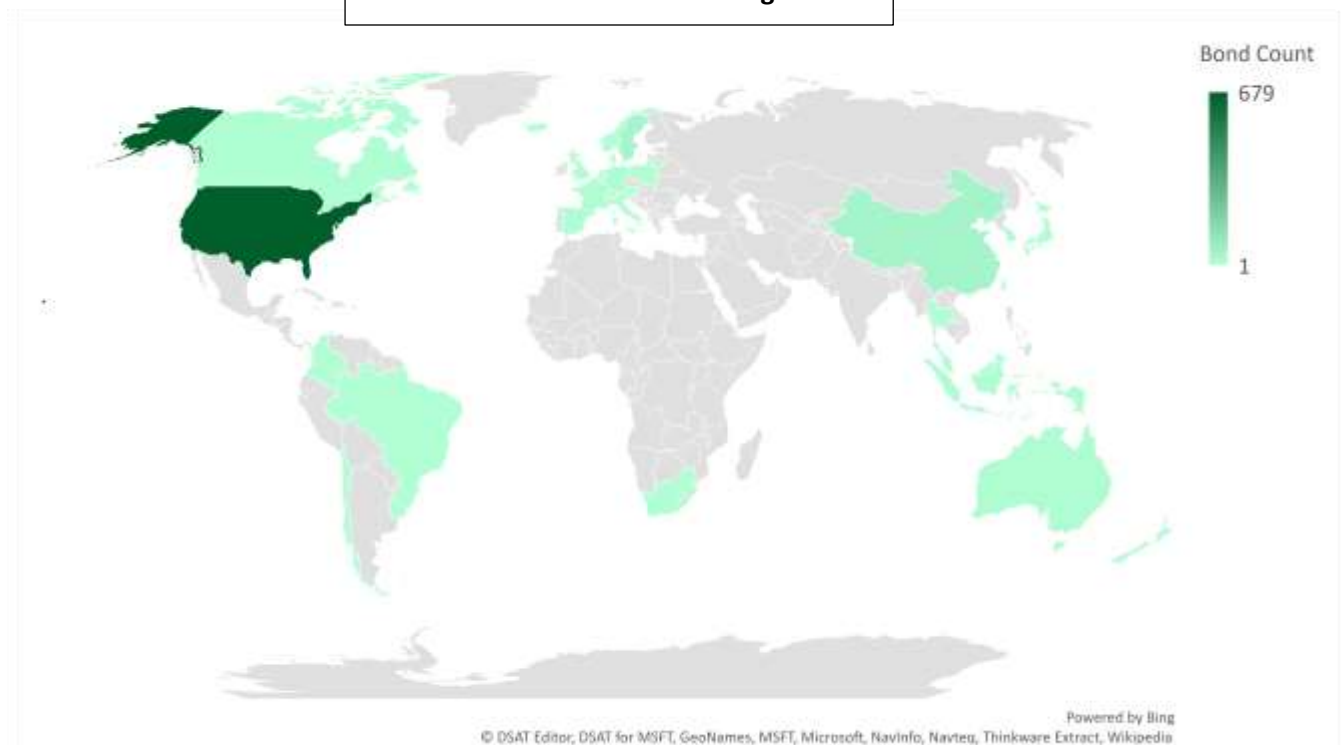 Bond Count
679
1
Powered by Bing
© DSAT Editor, DSAT for MSFT, GeoNames, MSFT, Microsoft, NavInfo, Navteq, Thinkware Extract, Wikipedia